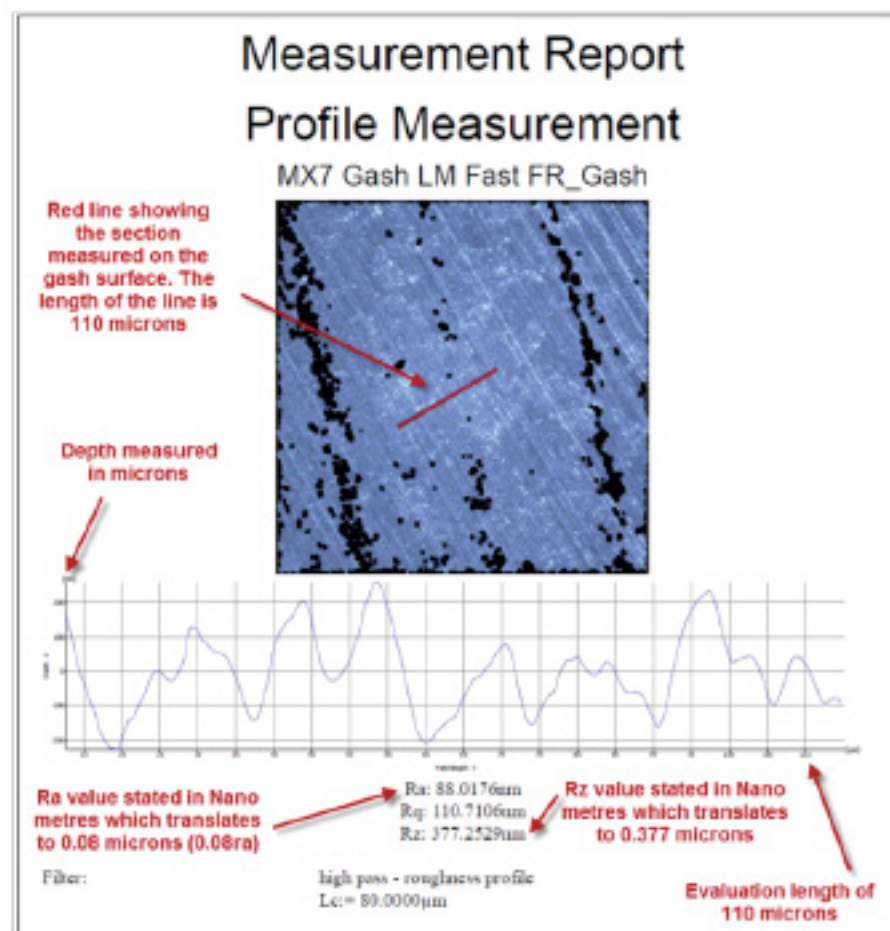 Measurement Report
Profile Measurement
MX7 Gash LM Fast FR_Gash
Red line showing
the section
measured on the
gash surface. The
length of the line is
110 microns
Depth measured
in microns
Ra value stated in Nano
metres which translates
to 0.08 microns (0.08ra)
Ra: 88.0176nm
Rq: 110.7106nm
Rz: 377.2529nm
Rz value stated in Nano
metres which translates
to 0.377 microns
Filter:
high pass - roughness profile
Lc:= 80.0000µm
Evaluation length of
110 microns